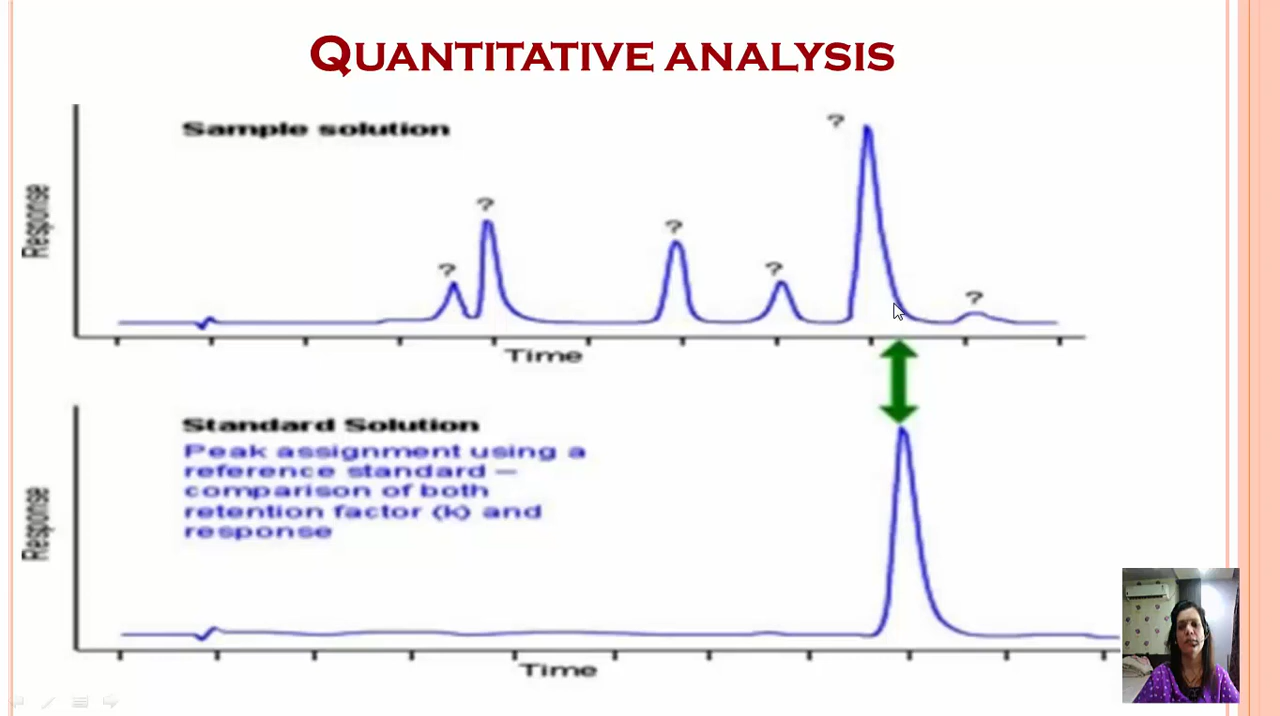 QUANTITATIVE ANALYSIS
Sample solution
?
?
?
?
?
?
Response
Time
Standard Solution
Peak assignment using a
reference standard –
comparison of both
retention factor (k) and
response
Response
Time